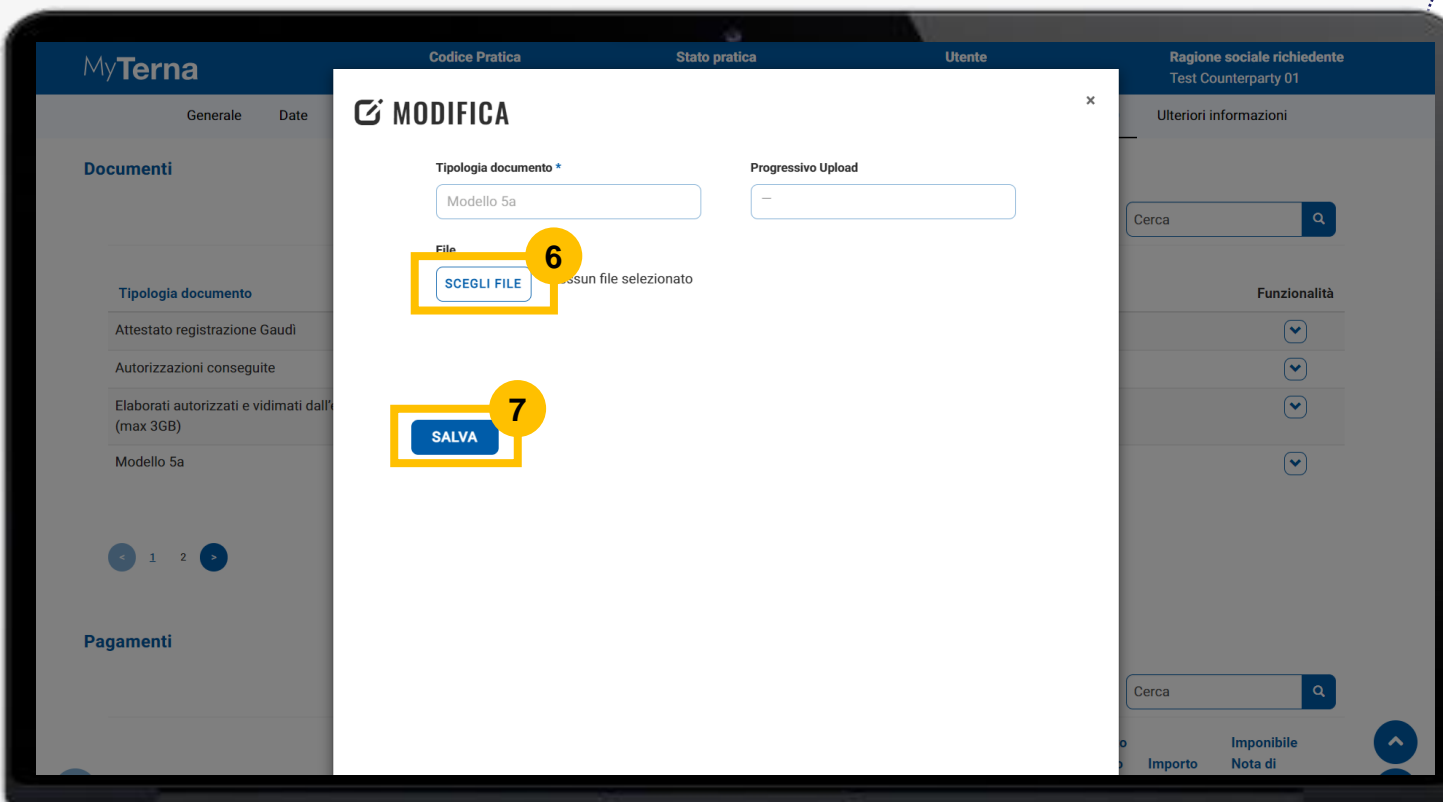 MyTerna
Codice Pratica
Stato pratica
Utente
Ragione sociale richiedente
Test Counterparty 01
Generale Date
Ulteriori informazioni
MODIFICA
×
Tipologia documento *
Progressivo Upload
Modello 5a
—
File
6
SCEGLI FILE
file selezionato
7
SALVA
Documenti
Cerca
Tipologia documento
Funzionalità
Attestato registrazione Gaudì
Autorizzazioni conseguite
Elaborati autorizzati e vidimati
(max 3GB)
Modello 5a
< 1 2 >
Pagamenti
Cerca
Imponibile
Importo Nota di